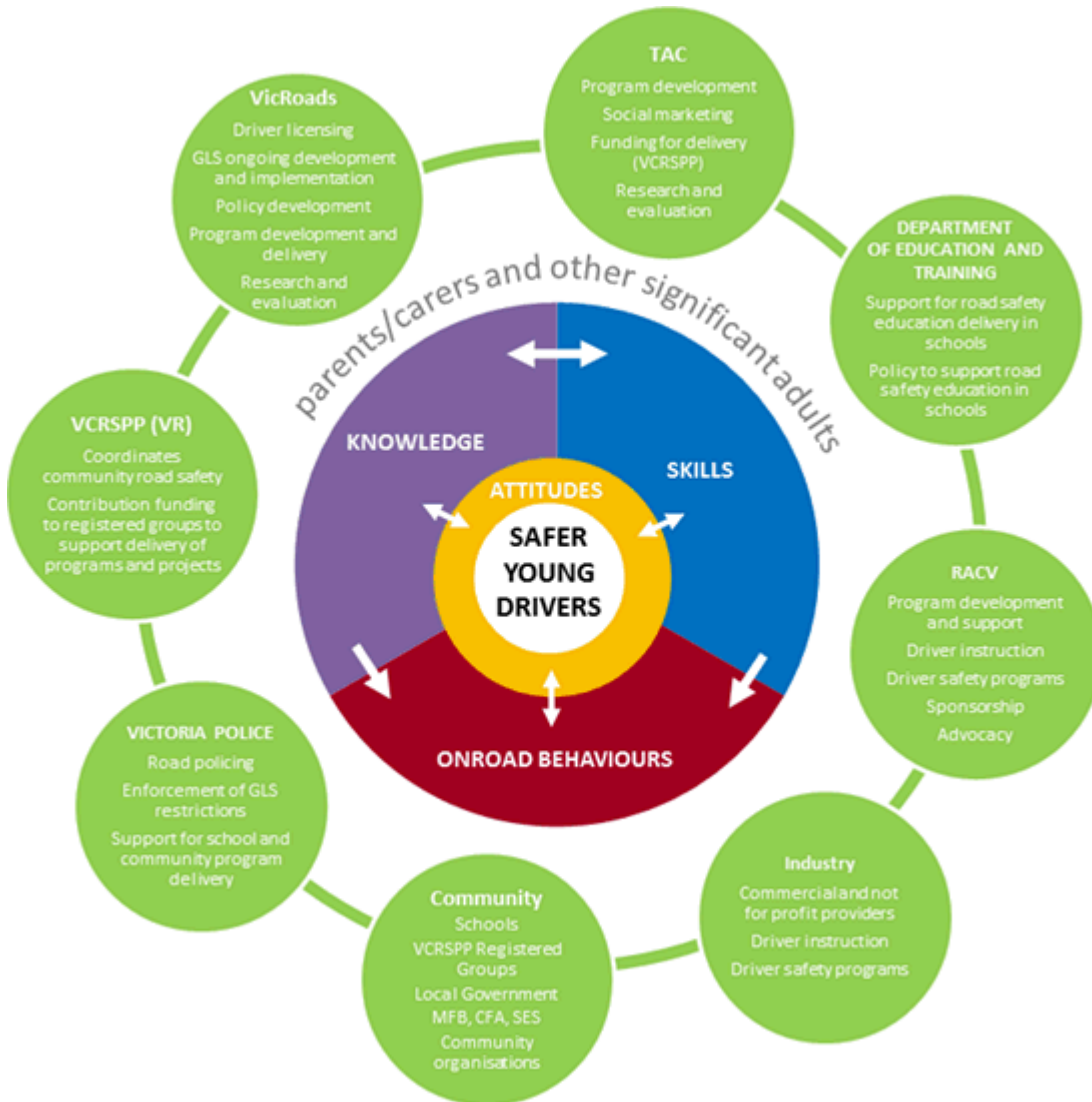 TAC
Program development
Social marketing
Funding for delivery
(VCRSPP)
Research and
evaluation
VicRoads
Driver licensing
GLS ongoing development
and implementation
Policy development
Program development and
delivery
Research and
evaluation
DEPARTMENT
OF EDUCATION AND
TRAINING
Support for road safety
education delivery in
schools
Policy to support road
safety education in
schools
parents/carers and other significant adults
VCRSPP (VR)
Coordinates
community road safety
Contribution funding
to registered groups to
support delivery of
programs and projects
KNOWLEDGE
SKILLS
ATTITUDES
SAFER
YOUNG
DRIVERS
ONROAD BEHAVIOURS
RACV
Program development
and support
Driver instruction
Driver safety programs
Sponsorship
Advocacy
VICTORIA POLICE
Road policing
Enforcement of GLS
restrictions
Support for school and
community program
delivery
Industry
Commercial and not
for profit providers
Driver instruction
Driver safety programs
Community
Schools
VCRSPP Registered
Groups
Local Government
MFB, CFA, SES
Community
organisations